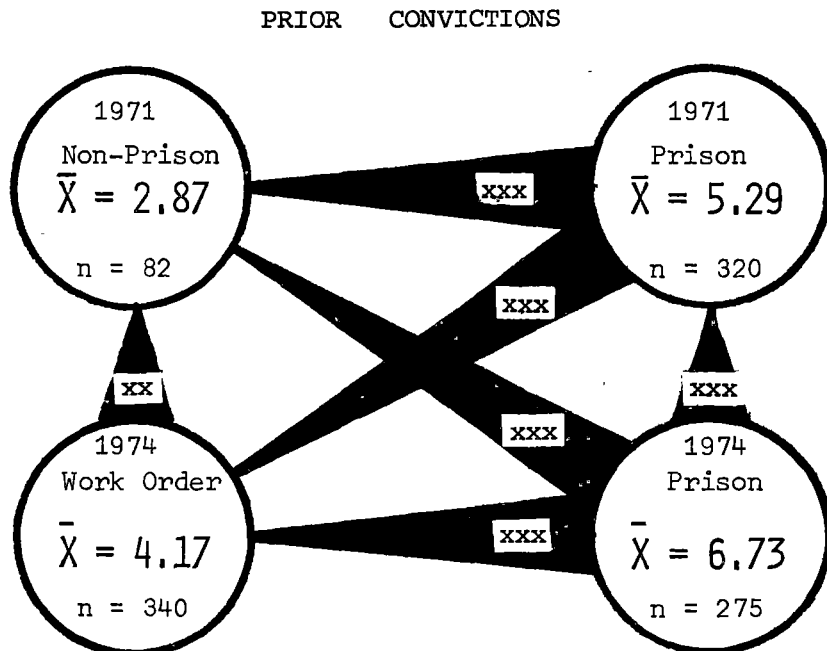 PRIOR CONVICTIONS
1971
Non-Prison
X̄ = 2.87
n = 82
xxx
1971
Prison
X̄ = 5.29
n = 320
xxx
xx
xxx
xxx
1974
Work Order
X̄ = 4.17
n = 340
xxx
1974
Prison
X̄ = 6.73
n = 275